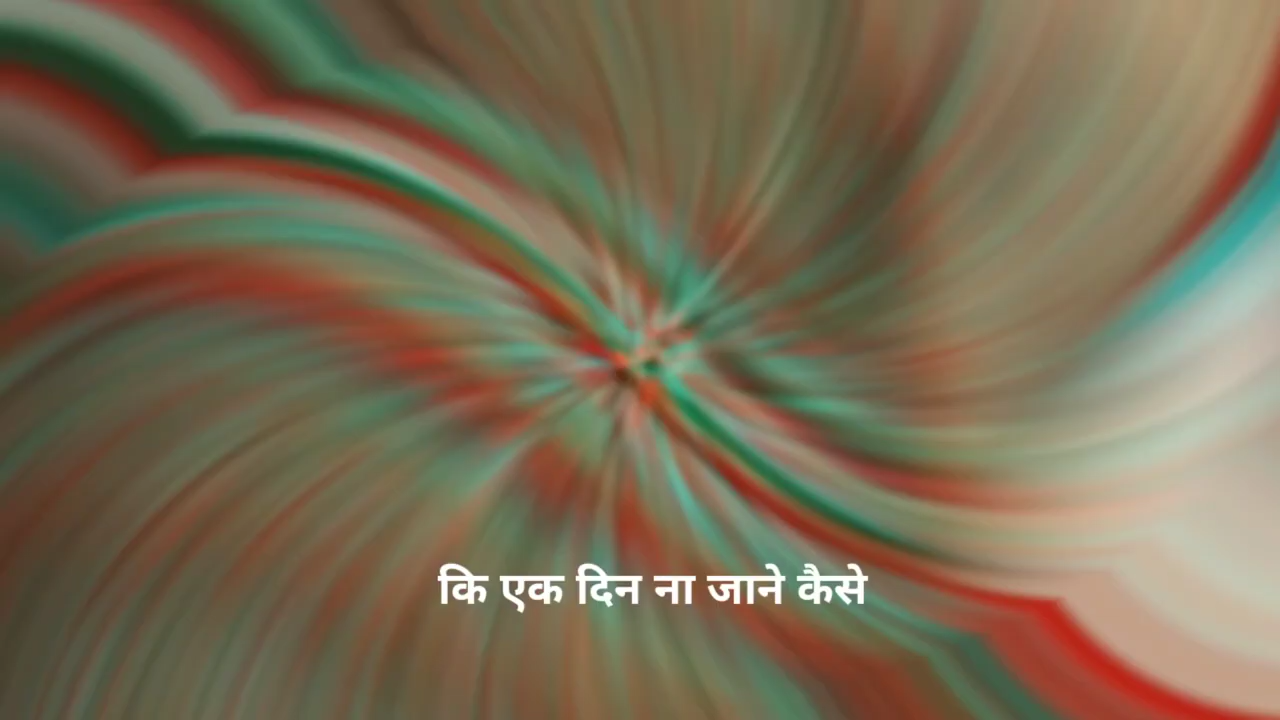 कि एक दिन ना जाने कैसे